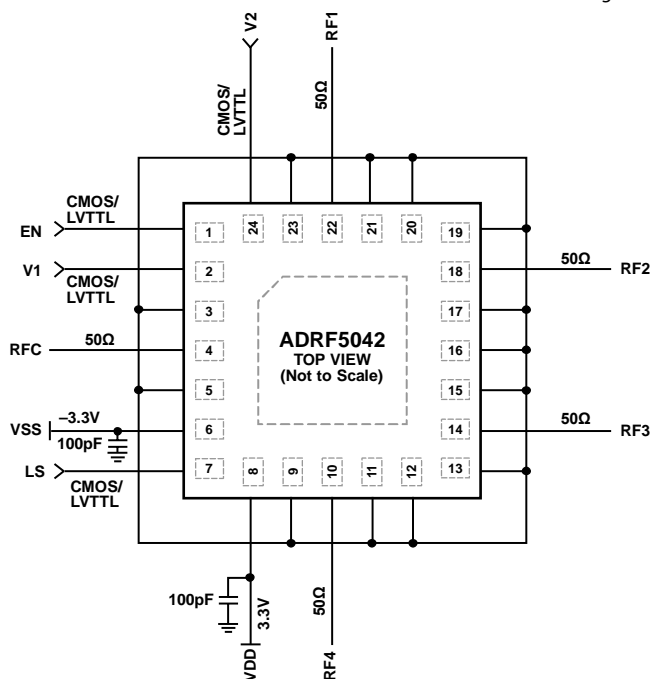 V2
RF1
CMOS/
LVTTL
50Ω
CMOS/
LVTTL
EN
V1
CMOS/
LVTTL
RFC
50Ω
VSS
–3.3V
100pF
LS
CMOS/
LVTTL
1
2
3
4
5
6
7
24
23
22
21
20
19
18
17
16
15
14
13
8
9
10
11
12
ADRF5042
TOP VIEW
(Not to Scale)
50Ω
RF2
50Ω
RF3
100pF
3.3V
VDD
50Ω
RF4